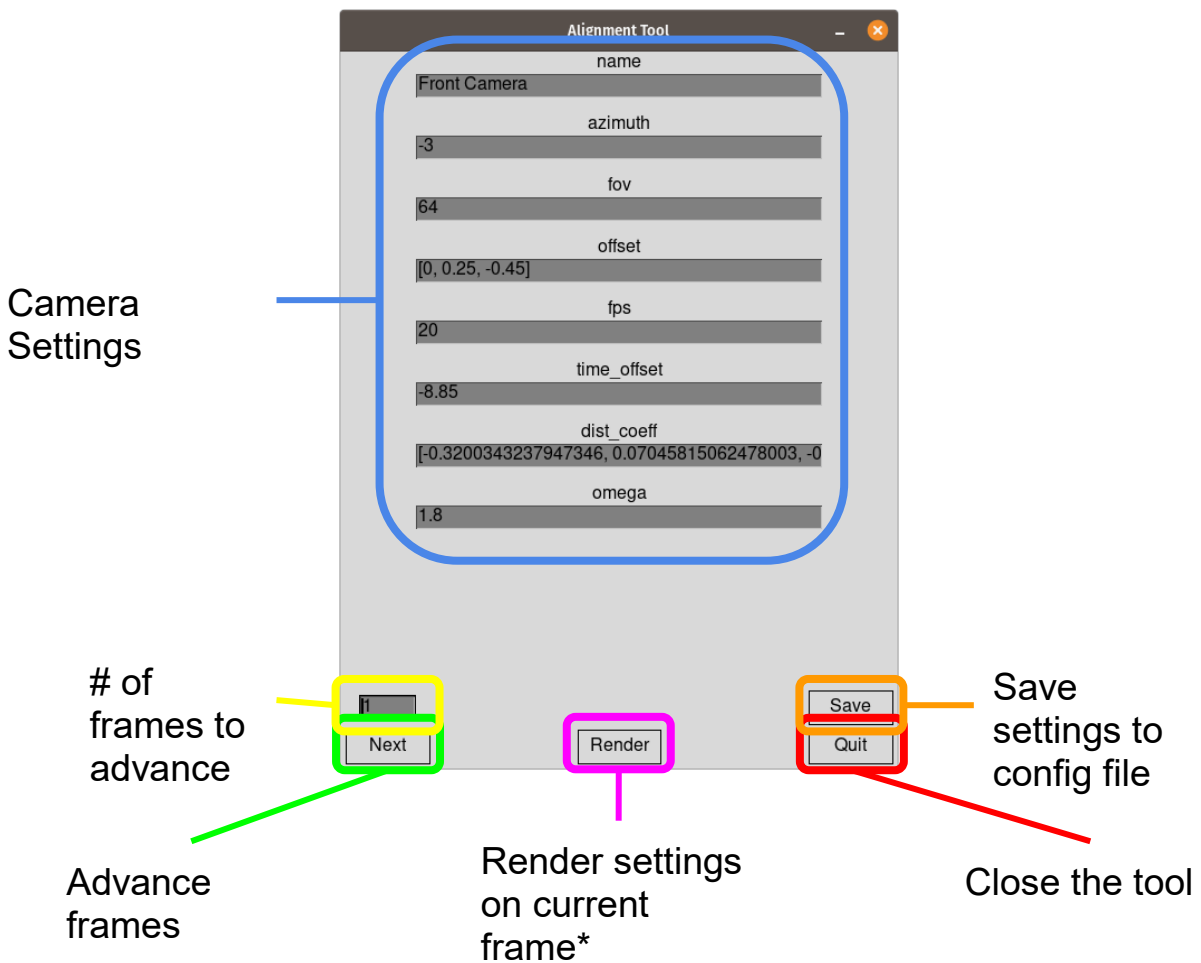 Alignment Tool
name
Front Camera
azimuth
-3
fov
64
offset
[0, 0.25, -0.45]
fps
20
time_offset
-8.85
dist_coeff
[-0.3200343237947346, 0.07045815062478003, -0
omega
1.8
Camera
Settings
# of
frames to
advance
1
Next
Render
Save
Quit
Save
settings to
config file
Advance
frames
Render settings
on current
frame*
Close the tool